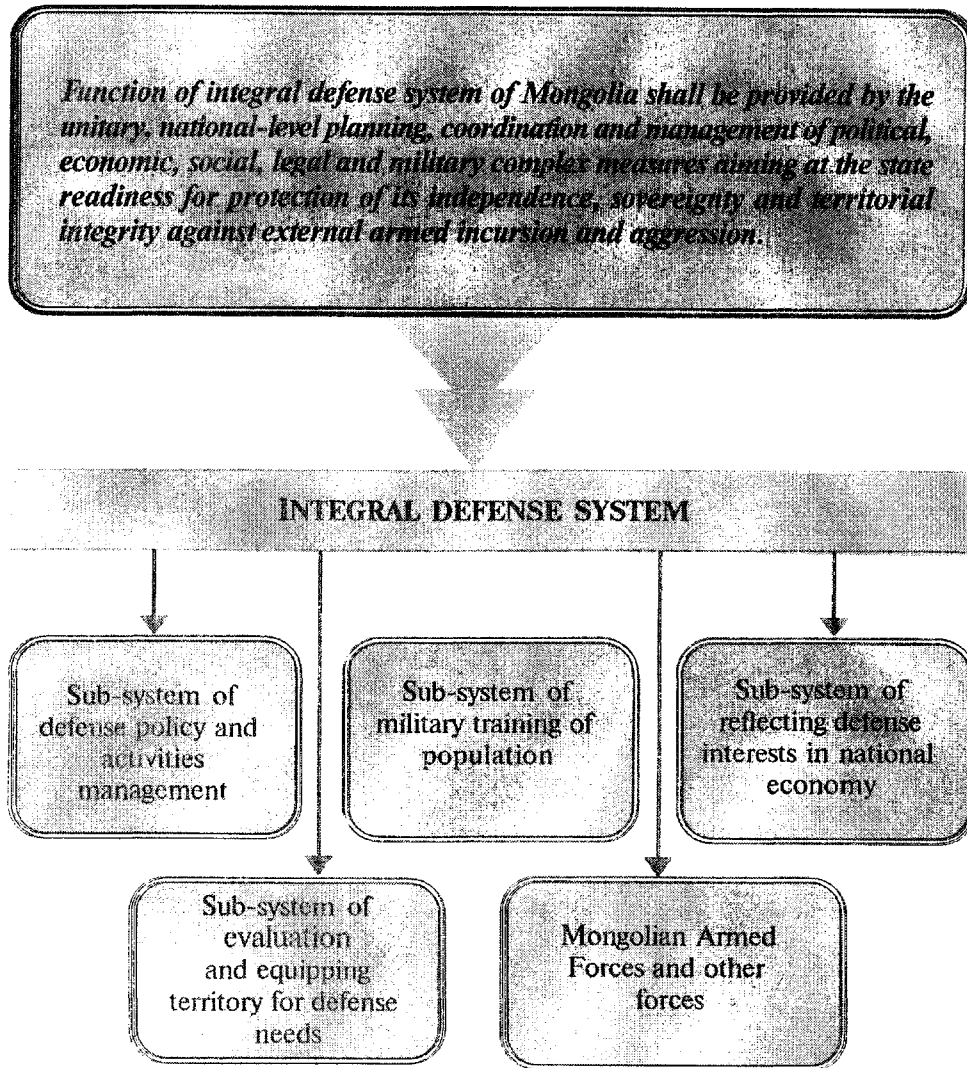 Function of integral defense system of Mongolia shall be provided by the
unitary, national-level planning, coordination and management of political,
economic, social, legal and military complex measures aiming at the state
readiness for protection of its independence, sovereignty and territorial
integrity against external armed incursion and aggression.
INTEGRAL DEFENSE SYSTEM
Sub-system of
defense policy and
activities
management
Sub-system of
military training of
population
Sub-system of
reflecting defense
interests in national
economy
Sub-system of
evaluation
and equipping
territory for defense
needs
Mongolian Armed
Forces and other
forces